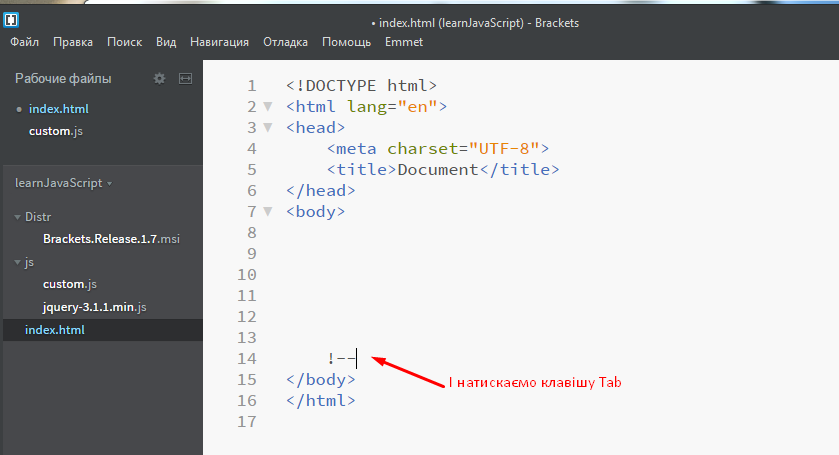 • index.html (learnJavaScript) - Brackets
Файл Правка Поиск Вид Навигация Отладка Помощь Emmet
Рабочие файлы
• index.html
custom.js
learnJavaScript
Distr
Brackets.Release.1.7.msi
js
custom.js
jquery-3.1.1.min.js
index.html
1 <!DOCTYPE html>
2 <html lang="en">
3 <head>
4 <meta charset="UTF-8">
5 <title>Document</title>
6 </head>
7 <body>
8
9
10
11
12
13
14 !--
І натискаємо клавішу Tab
15 </body>
16 </html>
17